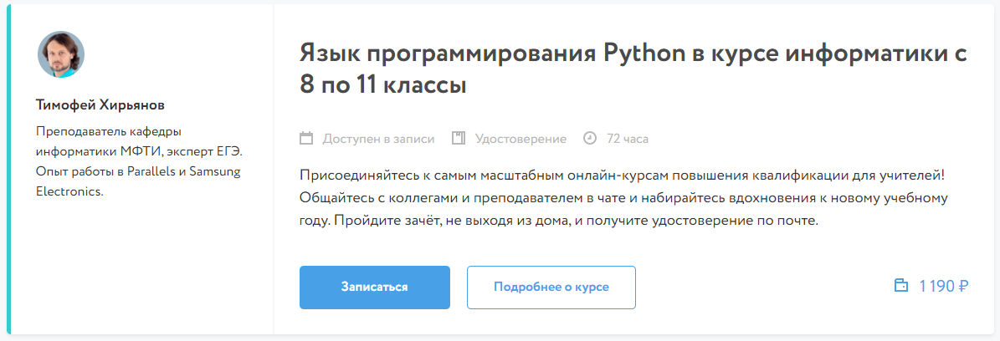 Тимофей Хирьянов
Преподаватель кафедры
информатики МФТИ, эксперт ЕГЭ.
Опыт работы в Parallels и Samsung
Electronics.
Язык программирования Python в курсе информатики с
8 по 11 классы
Доступен в записи Удостоверение 72 часа
Присоединяйтесь к самым масштабным онлайн-курсам повышения квалификации для учителей!
Общайтесь с коллегами и преподавателем в чате и набирайтесь вдохновения к новому учебному
году. Пройдите зачёт, не выходя из дома, и получите удостоверение по почте.
Записаться Подробнее о курсе 1 190 ₽